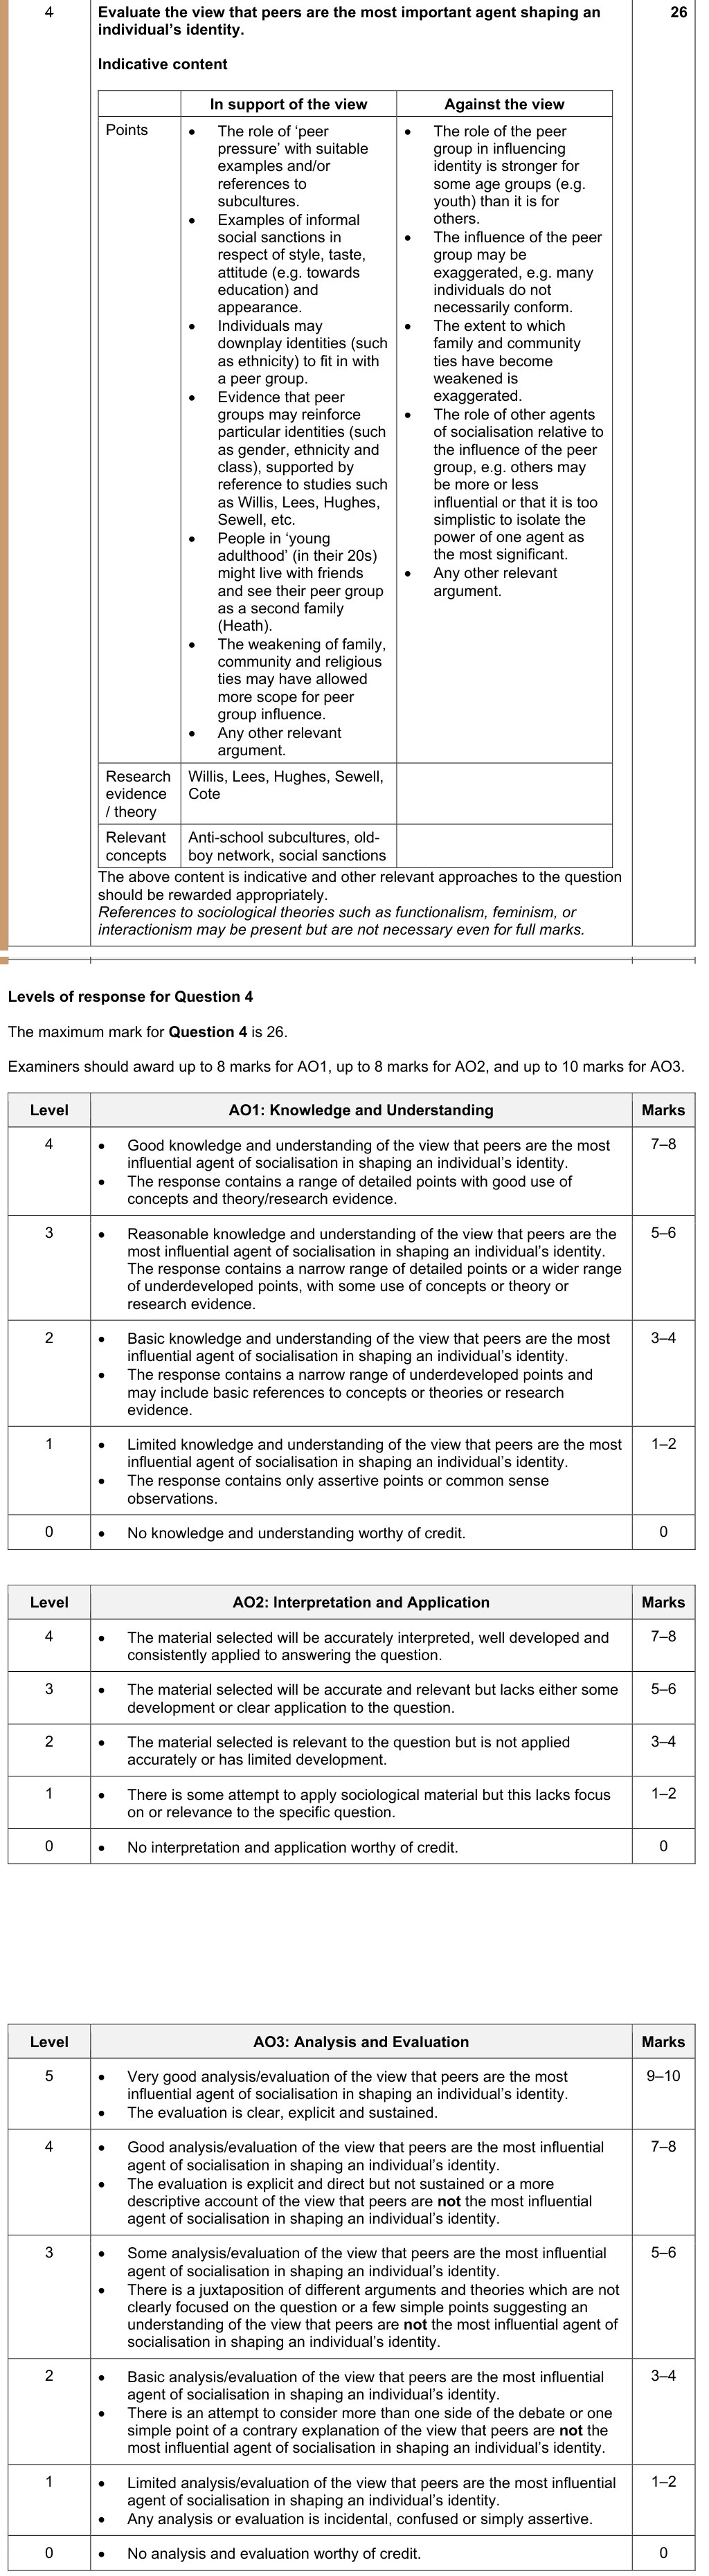 4
Evaluate the view that peers are the most important agent shaping an
individual's identity.
26
Indicative content
In support of the view
Against the view
Points
• The role of 'peer
pressure' with suitable
examples and/or
references to
subcultures.
• Examples of informal
social sanctions in
respect of style, taste,
attitude (e.g. towards
education) and
appearance.
• Individuals may
downplay identities (such
as ethnicity) to fit in with
a peer group.
• Evidence that peer
groups may reinforce
particular identities (such
as gender, ethnicity and
class), supported by
reference to studies such
as Willis, Lees, Hughes,
Sewell, etc.
• People in 'young
adulthood' (in their 20s)
might live with friends
and see their peer group
as a second family
(Heath).
• The weakening of family,
community and religious
ties may have allowed
more scope for peer
group influence.
• Any other relevant
argument.
• The role of the peer
group in influencing
identity is stronger for
some age groups (e.g.
youth) than it is for
others.
• The influence of the peer
group may be
exaggerated, e.g. many
individuals do not
necessarily conform.
• The extent to which
family and community
ties have become
weakened is
exaggerated.
• The role of other agents
of socialisation relative to
the influence of the peer
group, e.g. others may
be more or less
influential or that it is too
simplistic to isolate the
power of one agent as
the most significant.
• Any other relevant
argument.
Research
evidence
/ theory
Willis, Lees, Hughes, Sewell,
Cote
Relevant
concepts
Anti-school subcultures, old-
boy network, social sanctions
The above content is indicative and other relevant approaches to the question
should be rewarded appropriately.
References to sociological theories such as functionalism, feminism, or
interactionism may be present but are not necessary even for full marks.
Levels of response for Question 4
The maximum mark for Question 4 is 26.
Examiners should award up to 8 marks for AO1, up to 8 marks for AO2, and up to 10 marks for AO3.
Level AO1: Knowledge and Understanding Marks
4 • Good knowledge and understanding of the view that peers are the most 7–8
influential agent of socialisation in shaping an individual's identity.
• The response contains a range of detailed points with good use of
concepts and theory/research evidence.
3 • Reasonable knowledge and understanding of the view that peers are the 5–6
most influential agent of socialisation in shaping an individual's identity.
The response contains a narrow range of detailed points or a wider range
of underdeveloped points, with some use of concepts or theory or
research evidence.
2 • Basic knowledge and understanding of the view that peers are the most 3–4
influential agent of socialisation in shaping an individual's identity.
• The response contains a narrow range of underdeveloped points and
may include basic references to concepts or theories or research
evidence.
1 • Limited knowledge and understanding of the view that peers are the most 1–2
influential agent of socialisation in shaping an individual's identity.
• The response contains only assertive points or common sense
observations.
0 • No knowledge and understanding worthy of credit. 0
Level AO2: Interpretation and Application Marks
4 • The material selected will be accurately interpreted, well developed and 7–8
consistently applied to answering the question.
3 • The material selected will be accurate and relevant but lacks either some 5–6
development or clear application to the question.
2 • The material selected is relevant to the question but is not applied 3–4
accurately or has limited development.
1 • There is some attempt to apply sociological material but this lacks focus 1–2
on or relevance to the specific question.
0 • No interpretation and application worthy of credit. 0
Level AO3: Analysis and Evaluation Marks
5 • Very good analysis/evaluation of the view that peers are the most 9–10
influential agent of socialisation in shaping an individual's identity.
• The evaluation is clear, explicit and sustained.
4 • Good analysis/evaluation of the view that peers are the most influential 7–8
agent of socialisation in shaping an individual's identity.
• The evaluation is explicit and direct but not sustained or a more
descriptive account of the view that peers are not the most influential
agent of socialisation in shaping an individual's identity.
3 • Some analysis/evaluation of the view that peers are the most influential 5–6
agent of socialisation in shaping an individual's identity.
• There is a juxtaposition of different arguments and theories which are not
clearly focused on the question or a few simple points suggesting an
understanding of the view that peers are not the most influential agent of
socialisation in shaping an individual's identity.
2 • Basic analysis/evaluation of the view that peers are the most influential 3–4
agent of socialisation in shaping an individual's identity.
• There is an attempt to consider more than one side of the debate or one
simple point of a contrary explanation of the view that peers are not the
most influential agent of socialisation in shaping an individual's identity.
1 • Limited analysis/evaluation of the view that peers are the most influential 1–2
agent of socialisation in shaping an individual's identity.
• Any analysis or evaluation is incidental, confused or simply assertive.
0 • No analysis and evaluation worthy of credit. 0